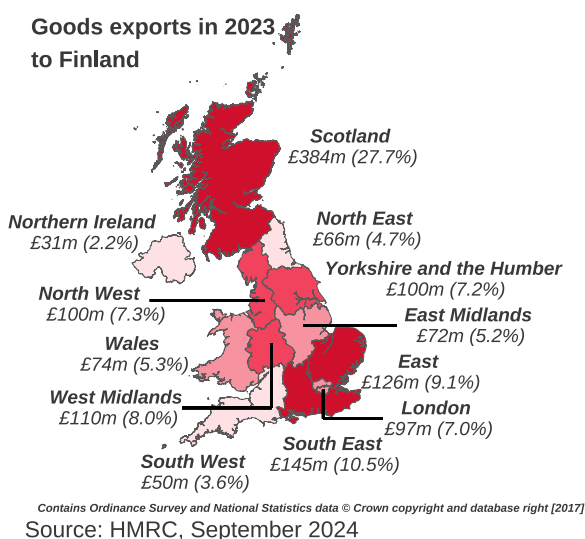 Goods exports in 2023
to Finland
Scotland
£384m (27.7%)
Northern Ireland
£31m (2.2%)
North East
£66m (4.7%)
Yorkshire and the Humber
£100m (7.2%)
North West
£100m (7.3%)
East Midlands
£72m (5.2%)
Wales
£74m (5.3%)
East
£126m (9.1%)
West Midlands
£110m (8.0%)
London
£97m (7.0%)
South East
£145m (10.5%)
South West
£50m (3.6%)
Contains Ordinance Survey and National Statistics data © Crown copyright and database right [2017]
Source: HMRC, September 2024